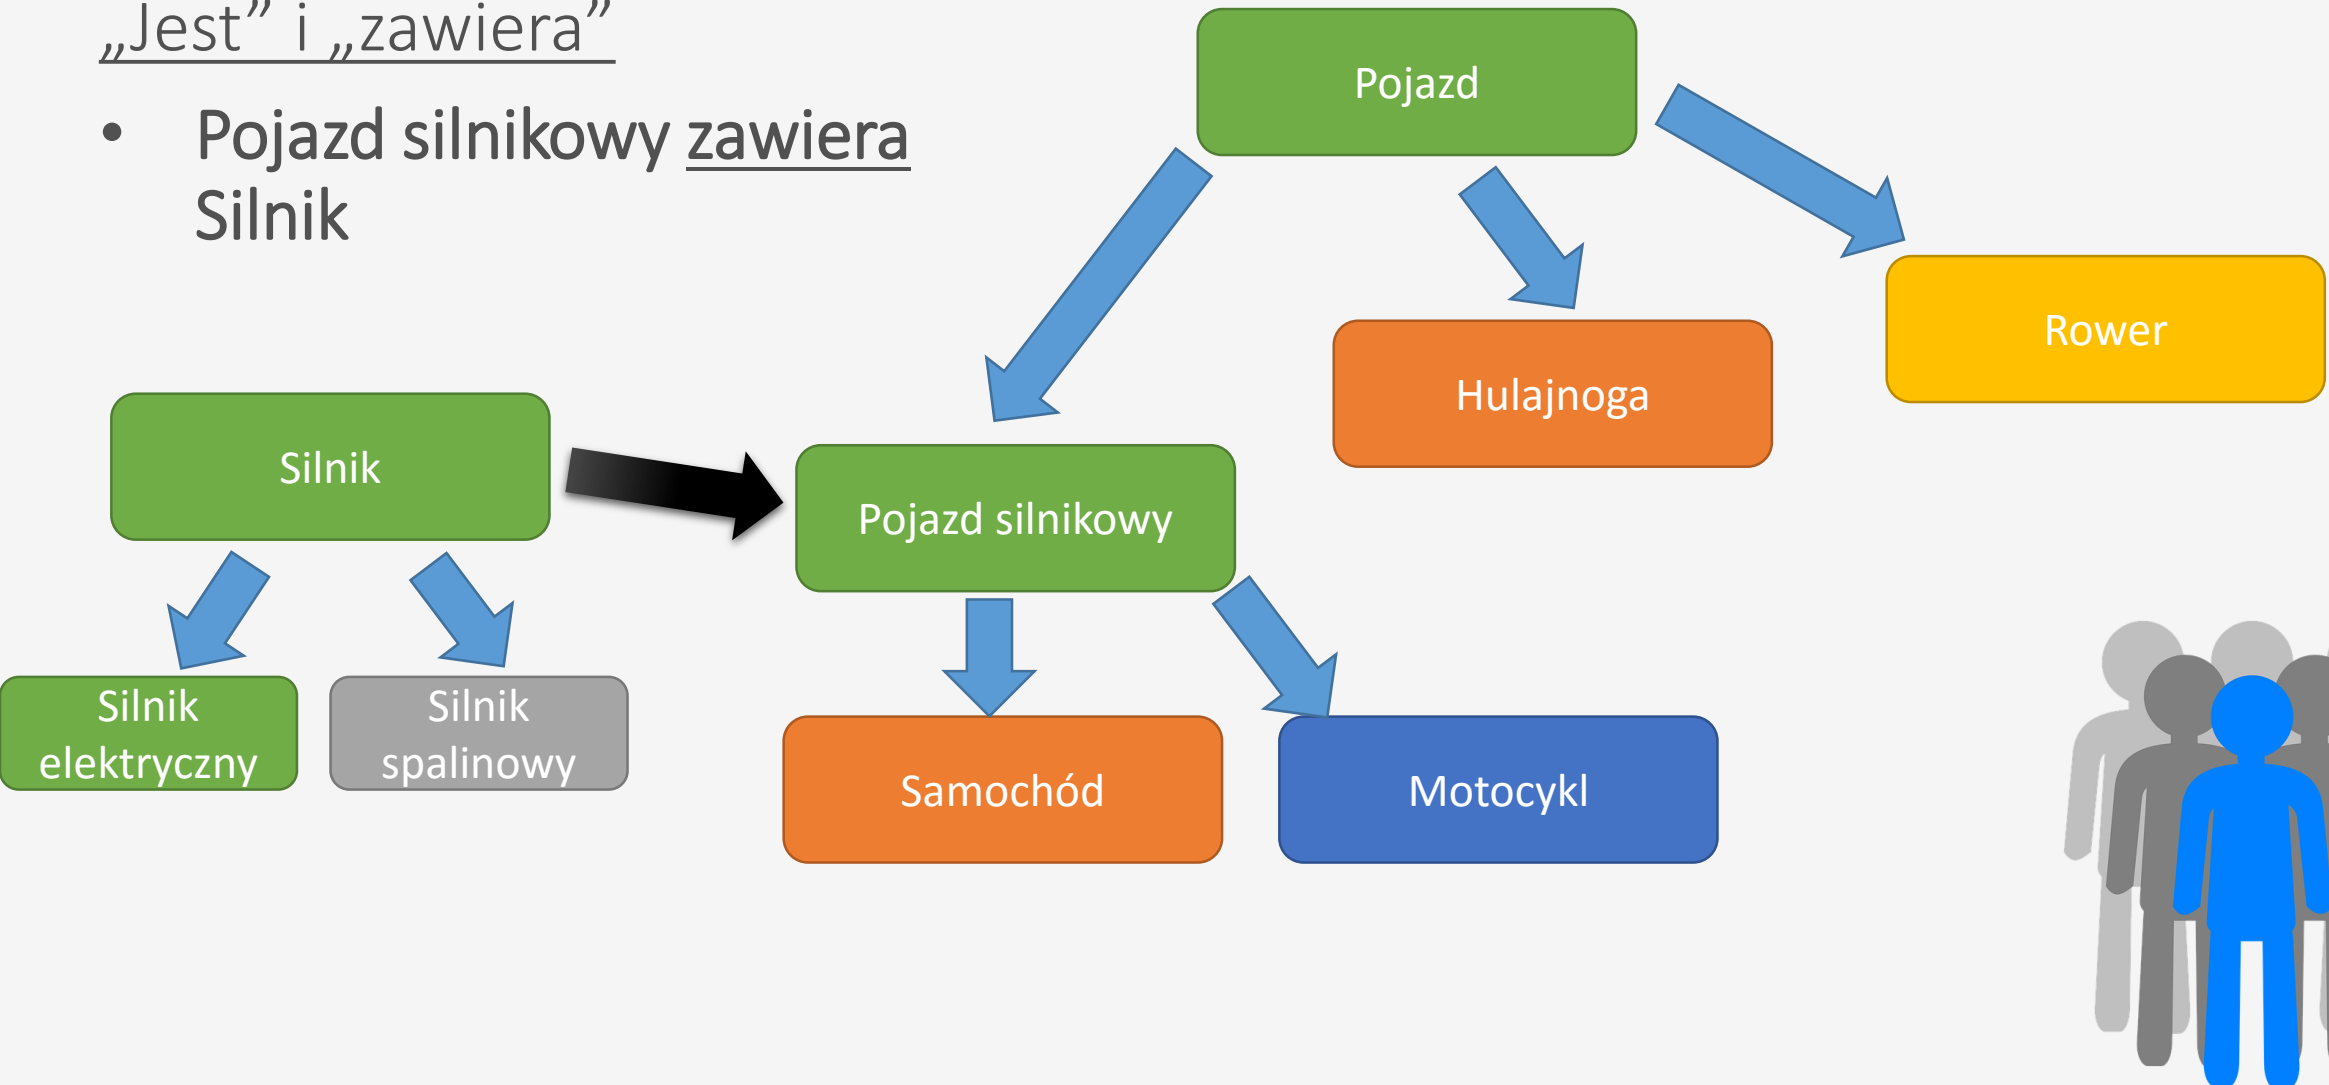 „Jest” i „zawiera”
• Pojazd silnikowy zawiera
Silnik
Pojazd
Rower
Hulajnoga
Silnik
Pojazd silnikowy
Silnik
elektryczny
Silnik
spalinowy
Samochód
Motocykl